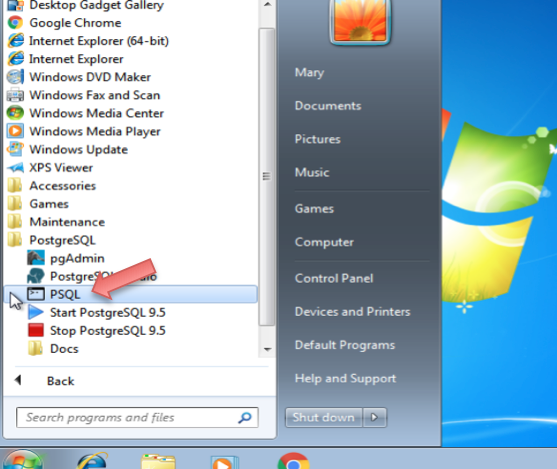 Desktop Gadget Gallery
Google Chrome
Internet Explorer (64-bit)
Internet Explorer
Windows DVD Maker
Windows Fax and Scan
Windows Media Center
Windows Media Player
Windows Update
XPS Viewer
Accessories
Games
Maintenance
PostgreSQL
pgAdmin
PSQL
Start PostgreSQL 9.5
Stop PostgreSQL 9.5
Docs
Back
Search programs and files
Mary
Documents
Pictures
Music
Games
Computer
Control Panel
Devices and Printers
Default Programs
Help and Support
Shut down